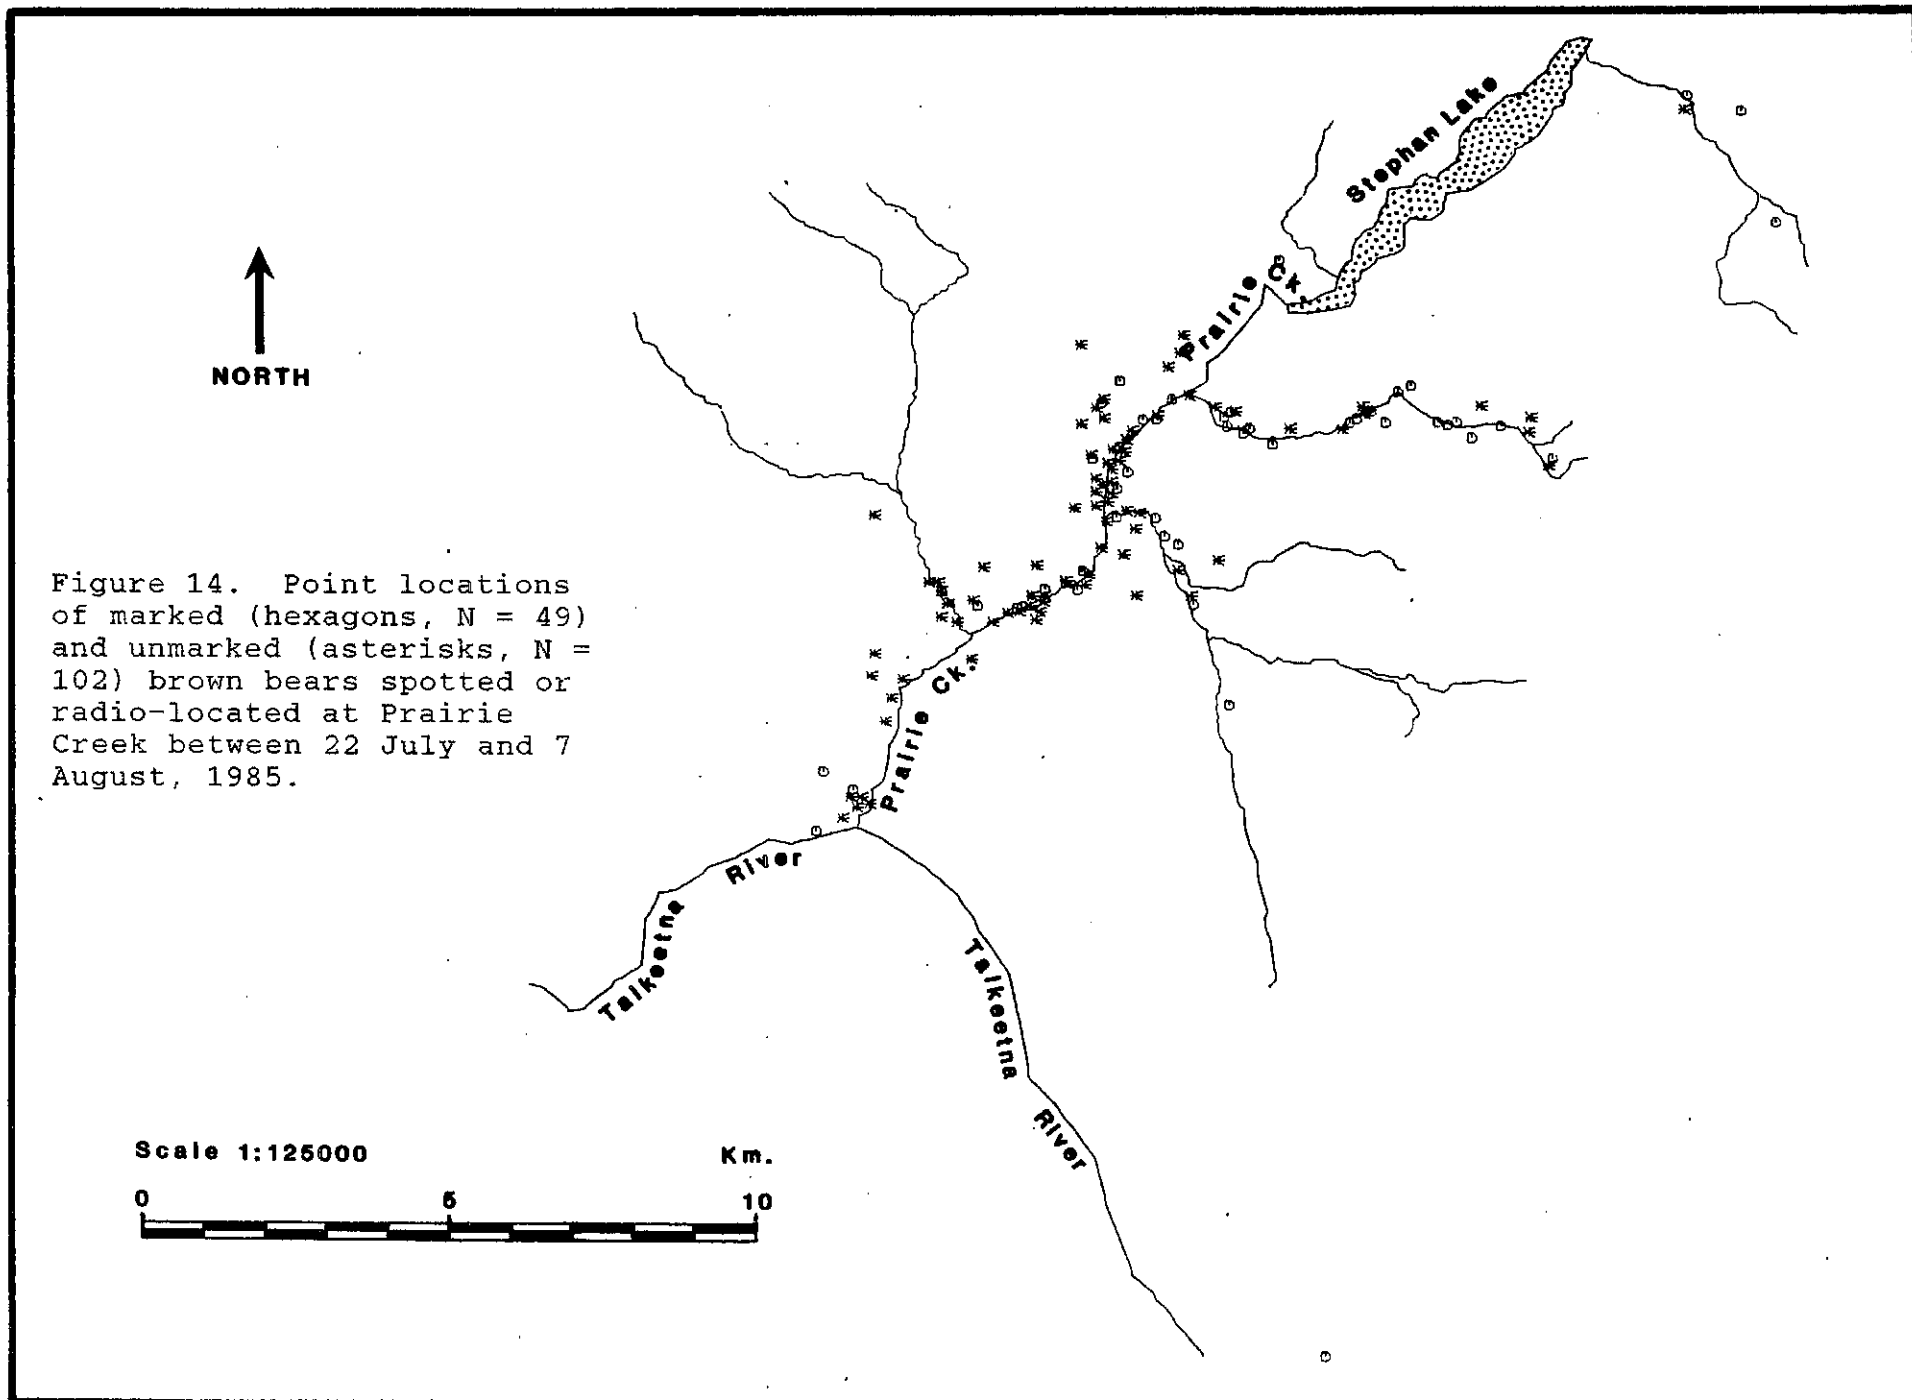 Stephan Lake
Prairie Ck.
NORTH
Figure 14. Point locations
of marked (hexagons, N = 49)
and unmarked (asterisks, N =
102) brown bears spotted or
radio-located at Prairie
Creek between 22 July and 7
August, 1985.
Prairie Ck.
Talkeetna River
Talkeetna River
Scale 1:125000 Km.
0 5 10